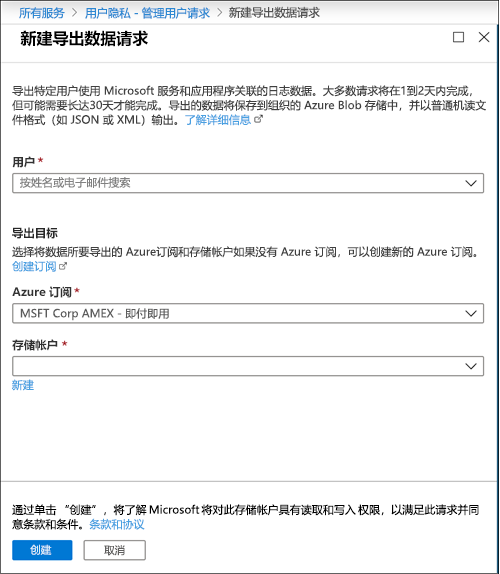 所有服务 > 用户隐私 - 管理用户请求 > 新建导出数据请求
新建导出数据请求
导出特定用户使用 Microsoft 服务和应用程序关联的日志数据。大多数请求将在1到2天内完成，
但可能需要长达30天才能完成。导出的数据将保存到组织的 Azure Blob 存储中，并以普通机读文
件格式（如 JSON 或 XML）输出。了解详细信息
用户 *
按姓名或电子邮件搜索
导出目标
选择将数据所要导出的 Azure订阅和存储帐户如果没有 Azure 订阅，可以创建新的 Azure 订阅。
创建订阅
Azure 订阅 *
MSFT Corp AMEX - 即付即用
存储帐户 *
新建
通过单击 “创建”，将了解 Microsoft 将对此存储帐户具有读取和写入 权限，以满足此请求并同
意条款和条件。条款和协议
创建 取消